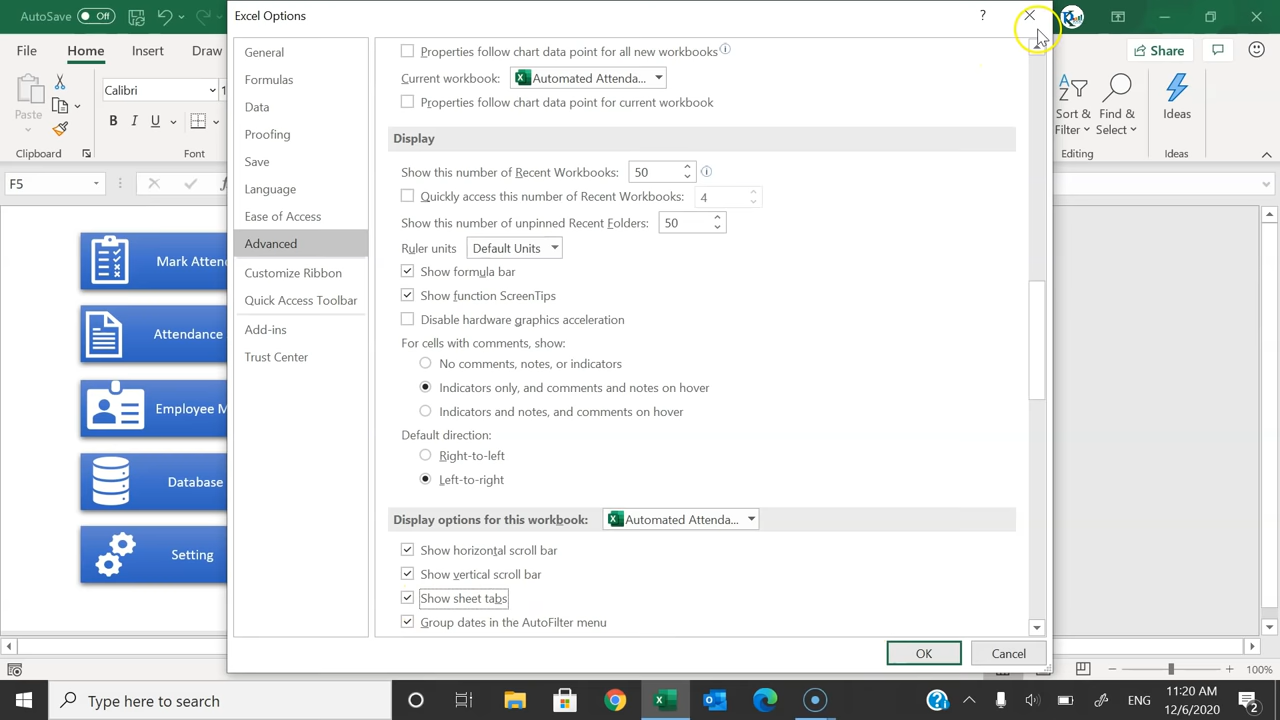 AutoSave Off
Excel Options
?
File Home Insert Draw
Share
General
Formulas
Data
Proofing
Save
Language
Ease of Access
Advanced
Customize Ribbon
Quick Access Toolbar
Add-ins
Trust Center
Properties follow chart data point for all new workbooks
Current workbook: Automated Attenda...
Properties follow chart data point for current workbook
Display
Show this number of Recent Workbooks: 50
Quickly access this number of Recent Workbooks: 4
Show this number of unpinned Recent Folders: 50
Ruler units Default Units
Show formula bar
Show function ScreenTips
Disable hardware graphics acceleration
For cells with comments, show:
No comments, notes, or indicators
Indicators only, and comments and notes on hover
Indicators and notes, and comments on hover
Default direction:
Right-to-left
Left-to-right
Display options for this workbook: Automated Attenda...
Show horizontal scroll bar
Show vertical scroll bar
Show sheet tabs
Group dates in the AutoFilter menu
OK Cancel
Paste
Calibri
B I U
Clipboard
Font
Sort & Filter
Find & Select
Ideas
Editing
Ideas
F5
Mark Atten
Attendance
Employee M
Database
Setting
100%
Type here to search
ENG
11:20 AM
12/6/2020
2